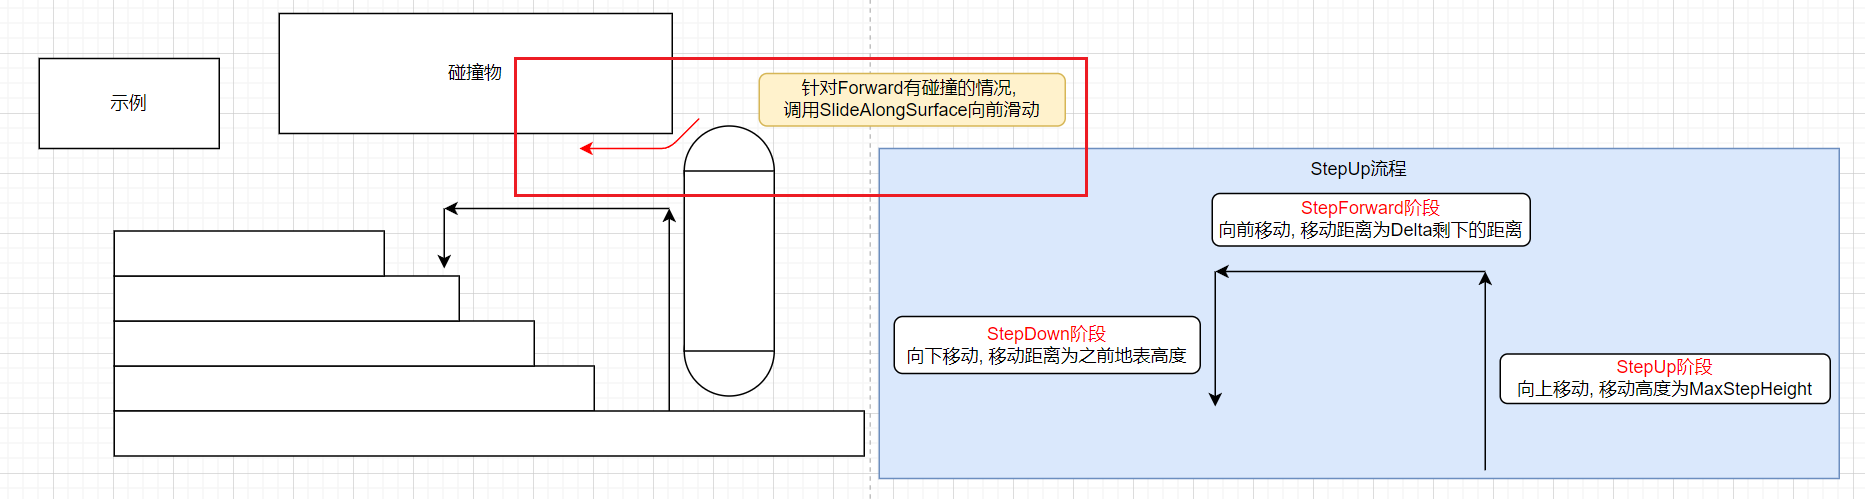 示例
碰撞物
针对Forward有碰撞的情况,
调用SlideAlongSurface向前滑动
StepUp流程
StepForward阶段
向前移动, 移动距离为Delta剩下的距离
StepDown阶段
向下移动, 移动距离为之前地表高度
StepUp阶段
向上移动, 移动高度为MaxStepHeight